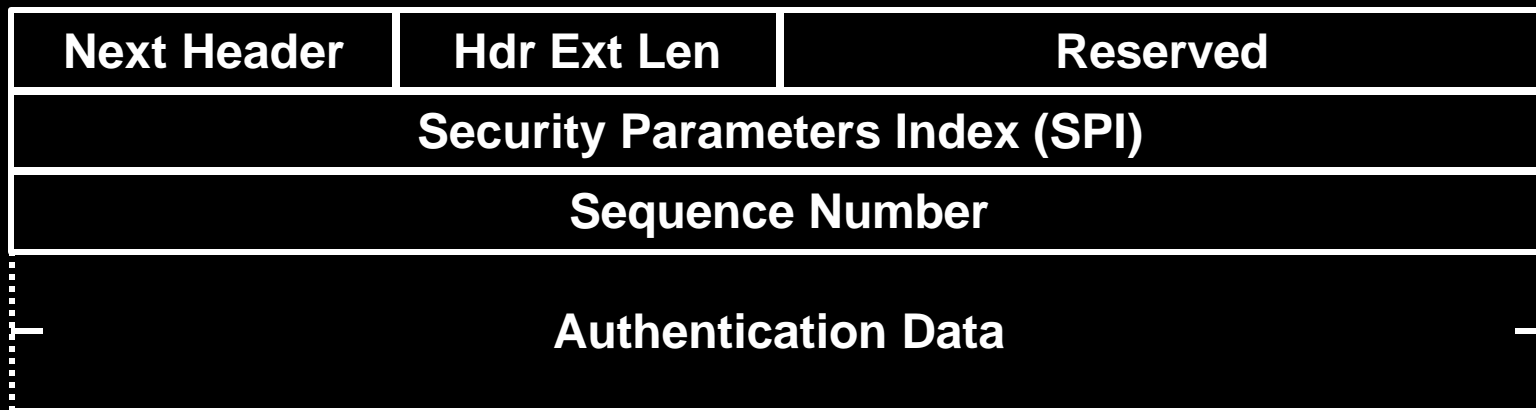 Next Header Hdr Ext Len Reserved
Security Parameters Index (SPI)
Sequence Number
Authentication Data